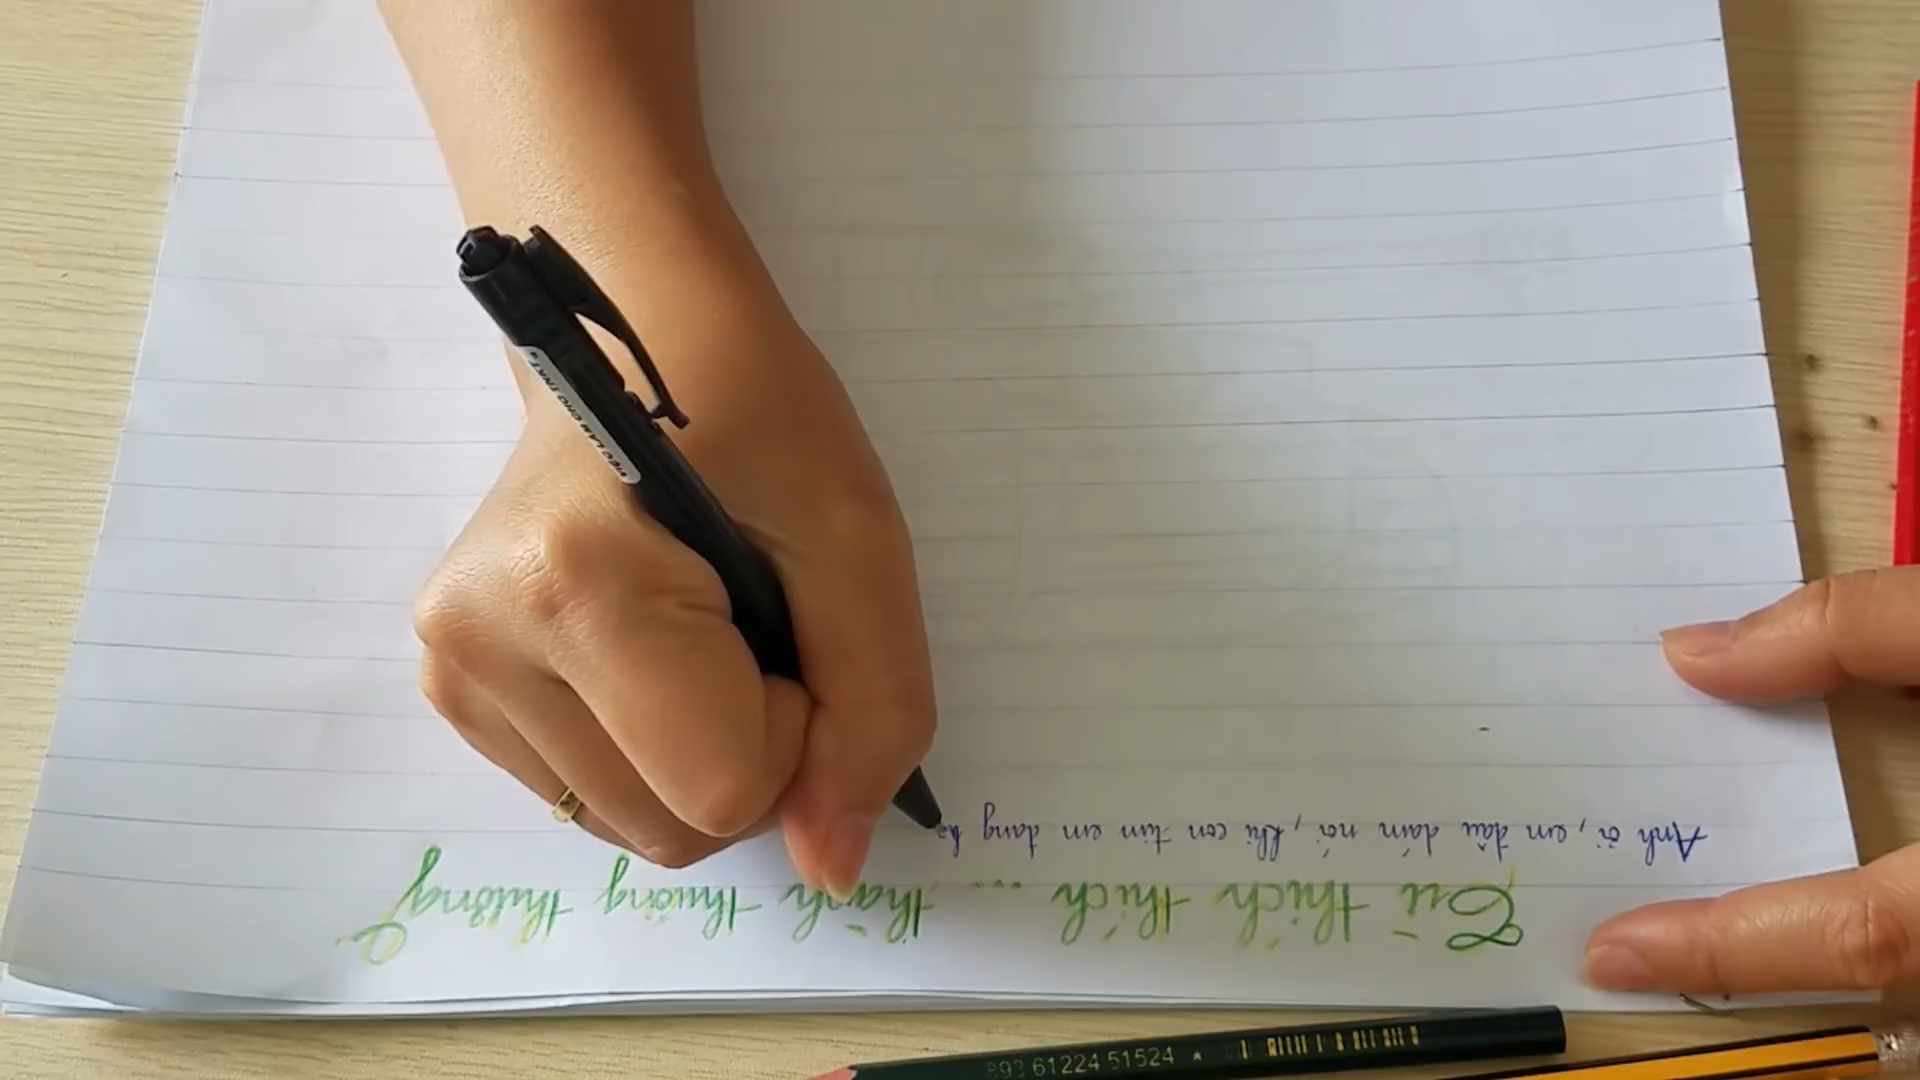 Từ thích thích ... thành thương thương
Anh ơi, em đâu dám nói, khi con tim em đang
893 61224 51524